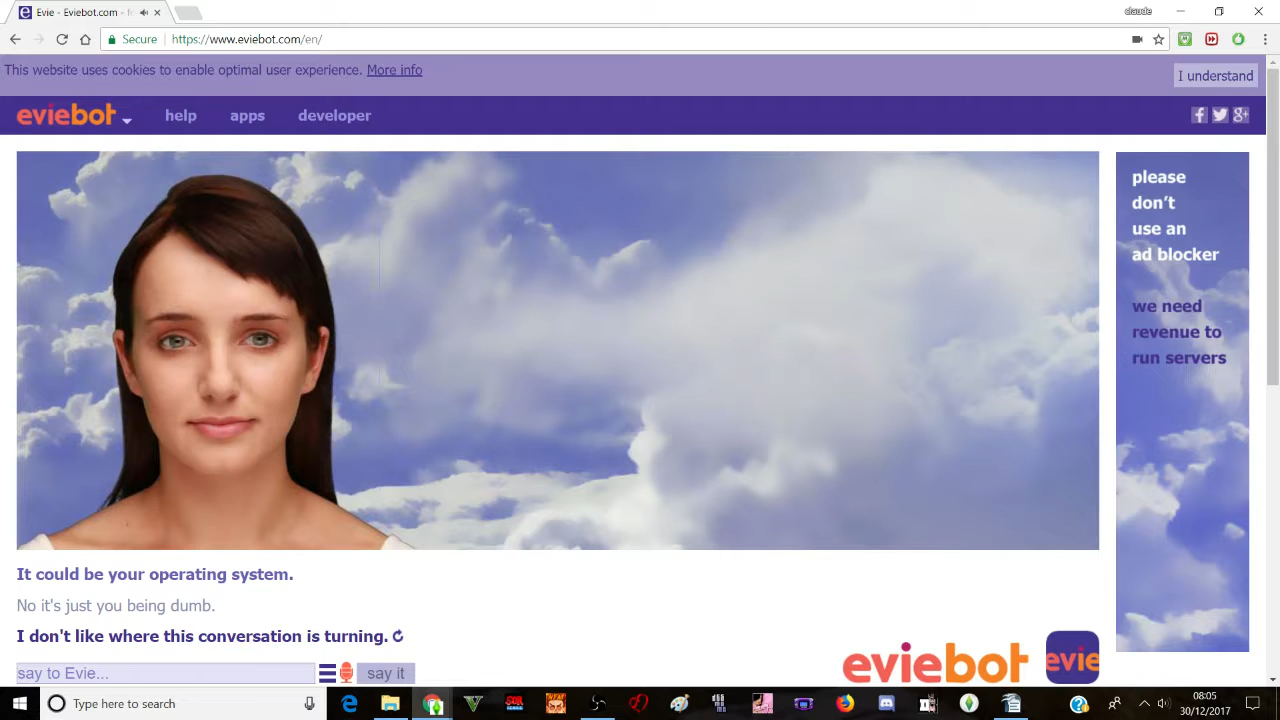 Evie - Eviebot.com - f
claude
Secure
https://www.eviebot.com/en/
This website uses cookies to enable optimal user experience. More info
I understand
eviebot
help
apps
developer
please
don't
use an
ad blocker
we need
revenue to
run servers
It could be your operating system.
No it's just you being dumb.
I don't like where this conversation is turning.
say to Evie...
say it
eviebot
evie
Type here to search
08:05
30/12/2017